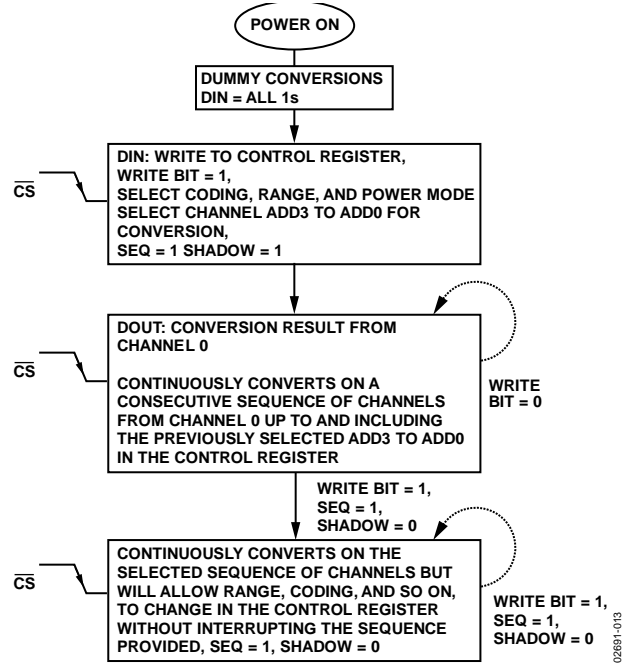 POWER ON
DUMMY CONVERSIONS
DIN = ALL 1s
CS
DIN: WRITE TO CONTROL REGISTER,
WRITE BIT = 1,
SELECT CODING, RANGE, AND POWER MODE
SELECT CHANNEL ADD3 TO ADD0 FOR
CONVERSION,
SEQ = 1 SHADOW = 1
CS
DOUT: CONVERSION RESULT FROM
CHANNEL 0
CONTINUOUSLY CONVERTS ON A
CONSECUTIVE SEQUENCE OF CHANNELS
FROM CHANNEL 0 UP TO AND INCLUDING
THE PREVIOUSLY SELECTED ADD3 TO ADD0
IN THE CONTROL REGISTER
WRITE
BIT = 0
WRITE BIT = 1,
SEQ = 1,
SHADOW = 0
CS
CONTINUOUSLY CONVERTS ON THE
SELECTED SEQUENCE OF CHANNELS BUT
WILL ALLOW RANGE, CODING, AND SO ON,
TO CHANGE IN THE CONTROL REGISTER
WITHOUT INTERRUPTING THE SEQUENCE
PROVIDED, SEQ = 1, SHADOW = 0
WRITE BIT = 1,
SEQ = 1,
SHADOW = 0
02691-013